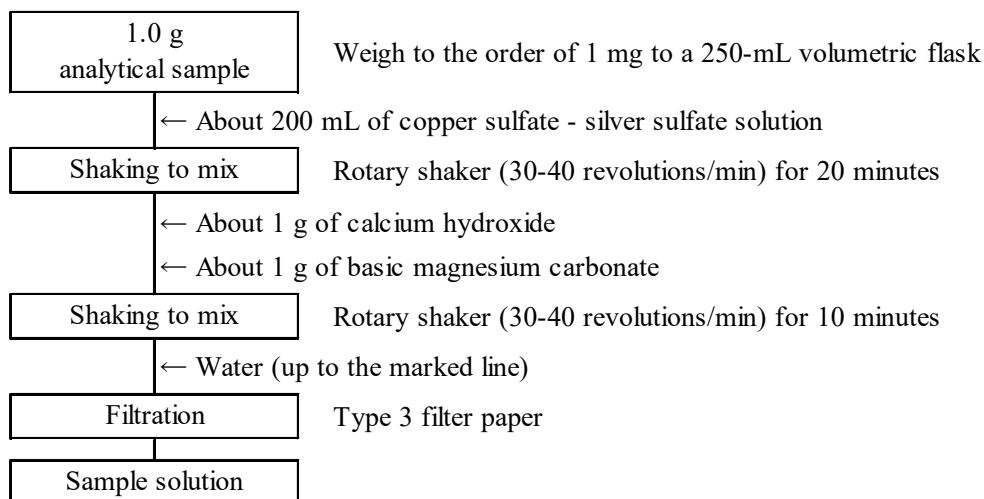 1.0 g
analytical sample
Weigh to the order of 1 mg to a 250-mL volumetric flask
← About 200 mL of copper sulfate - silver sulfate solution
Shaking to mix
Rotary shaker (30-40 revolutions/min) for 20 minutes
← About 1 g of calcium hydroxide
← About 1 g of basic magnesium carbonate
Shaking to mix
Rotary shaker (30-40 revolutions/min) for 10 minutes
← Water (up to the marked line)
Filtration
Type 3 filter paper
Sample solution